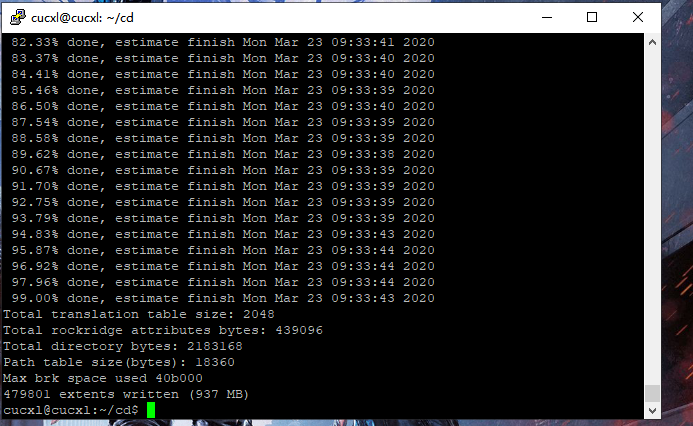 cucxl@cucxl: ~/cd
82.33% done, estimate finish Mon Mar 23 09:33:41 2020
83.37% done, estimate finish Mon Mar 23 09:33:40 2020
84.41% done, estimate finish Mon Mar 23 09:33:40 2020
85.46% done, estimate finish Mon Mar 23 09:33:39 2020
86.50% done, estimate finish Mon Mar 23 09:33:40 2020
87.54% done, estimate finish Mon Mar 23 09:33:39 2020
88.58% done, estimate finish Mon Mar 23 09:33:39 2020
89.62% done, estimate finish Mon Mar 23 09:33:38 2020
90.67% done, estimate finish Mon Mar 23 09:33:39 2020
91.70% done, estimate finish Mon Mar 23 09:33:39 2020
92.75% done, estimate finish Mon Mar 23 09:33:39 2020
93.79% done, estimate finish Mon Mar 23 09:33:39 2020
94.83% done, estimate finish Mon Mar 23 09:33:43 2020
95.87% done, estimate finish Mon Mar 23 09:33:44 2020
96.92% done, estimate finish Mon Mar 23 09:33:44 2020
97.96% done, estimate finish Mon Mar 23 09:33:44 2020
99.00% done, estimate finish Mon Mar 23 09:33:43 2020
Total translation table size: 2048
Total rockridge attributes bytes: 439096
Total directory bytes: 2183168
Path table size(bytes): 18360
Max brk space used 40b000
479801 extents written (937 MB)
cucxl@cucxl:~/cd$